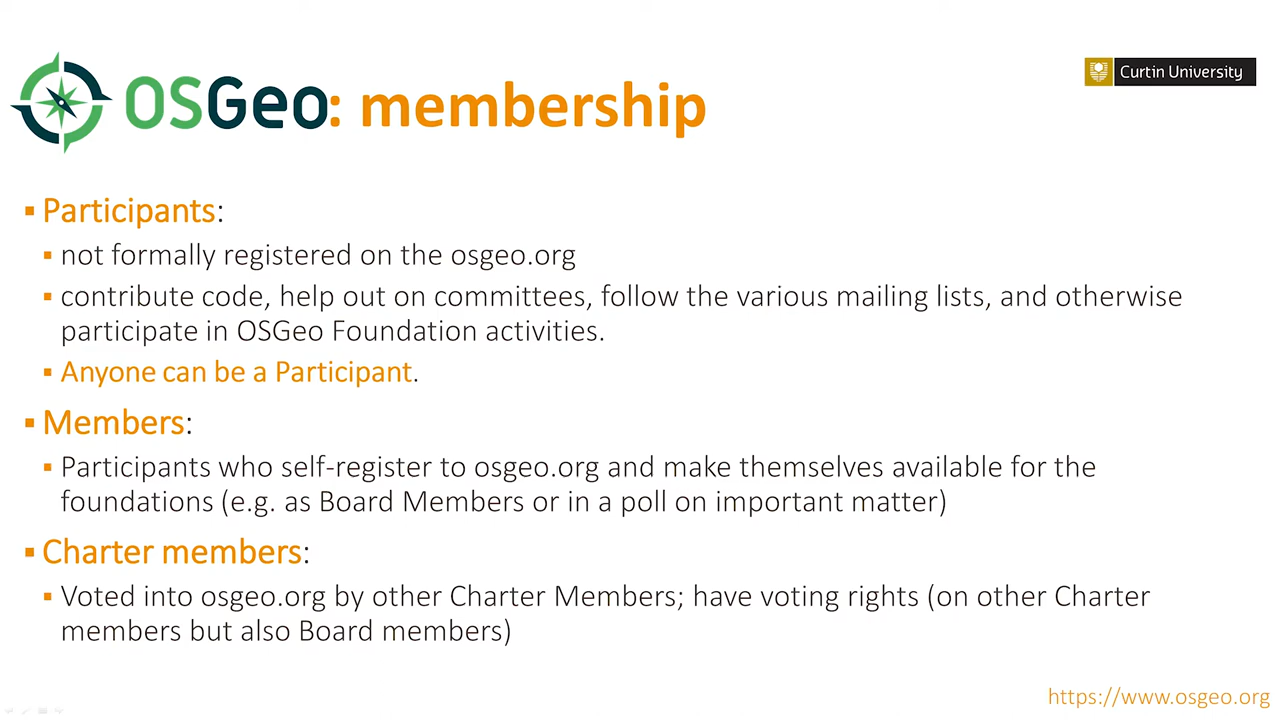 OSGeo: membership
Curtin University
▪ Participants:
▪ not formally registered on the osgeo.org
▪ contribute code, help out on committees, follow the various mailing lists, and otherwise
participate in OSGeo Foundation activities.
▪ Anyone can be a Participant.
▪ Members:
▪ Participants who self-register to osgeo.org and make themselves available for the
foundations (e.g. as Board Members or in a poll on important matter)
▪ Charter members:
▪ Voted into osgeo.org by other Charter Members; have voting rights (on other Charter
members but also Board members)
https://www.osgeo.org